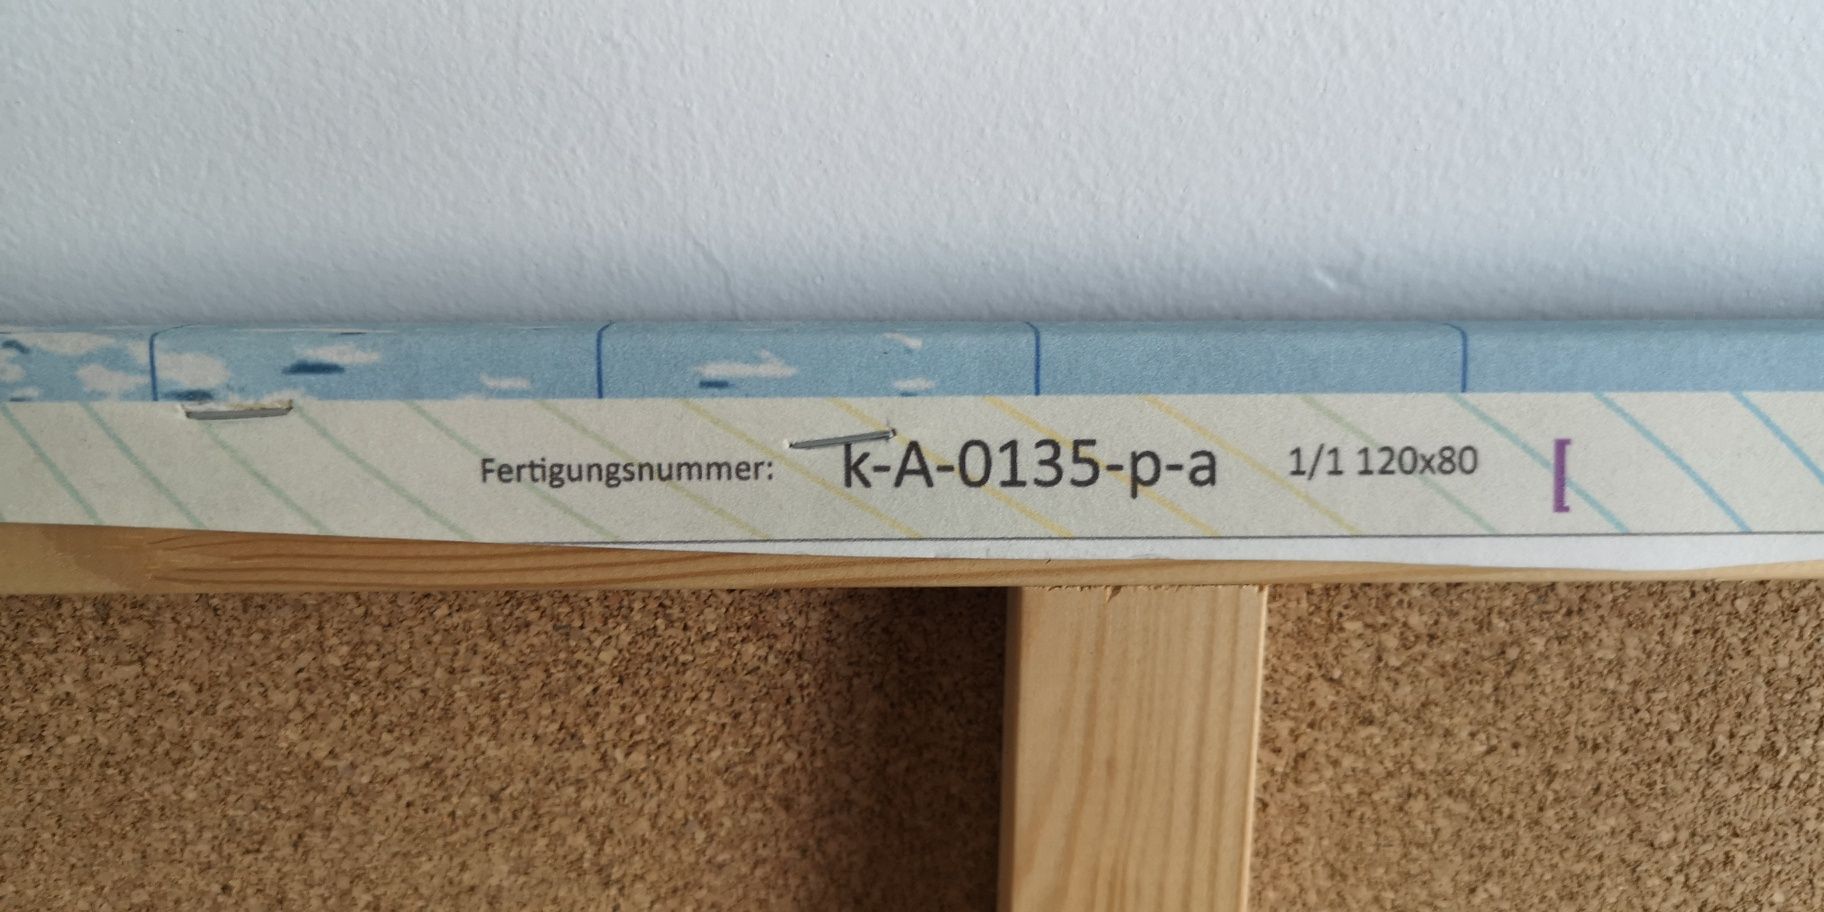 Fertigungsnummer: k-A-0135-p-a 1/1 120x80 [